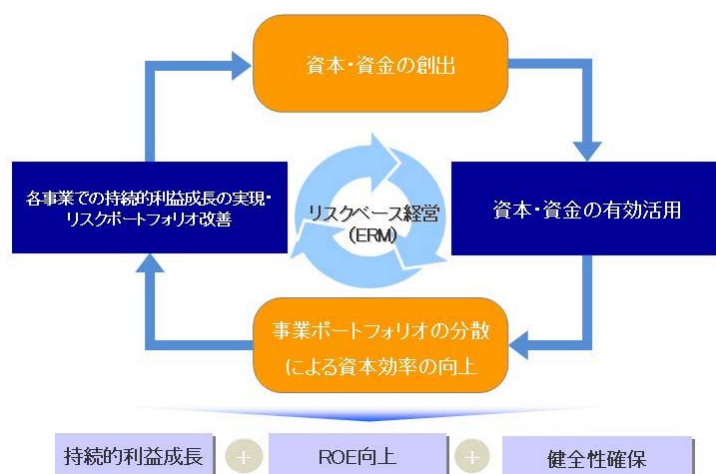 資本・資金の創出
各事業での持続的利益成長の実現・
リスクポートフォリオ改善
リスクベース経営
(ERM)
資本・資金の有効活用
事業ポートフォリオの分散
による資本効率の向上
持続的利益成長
+
ROE向上
+
健全性確保